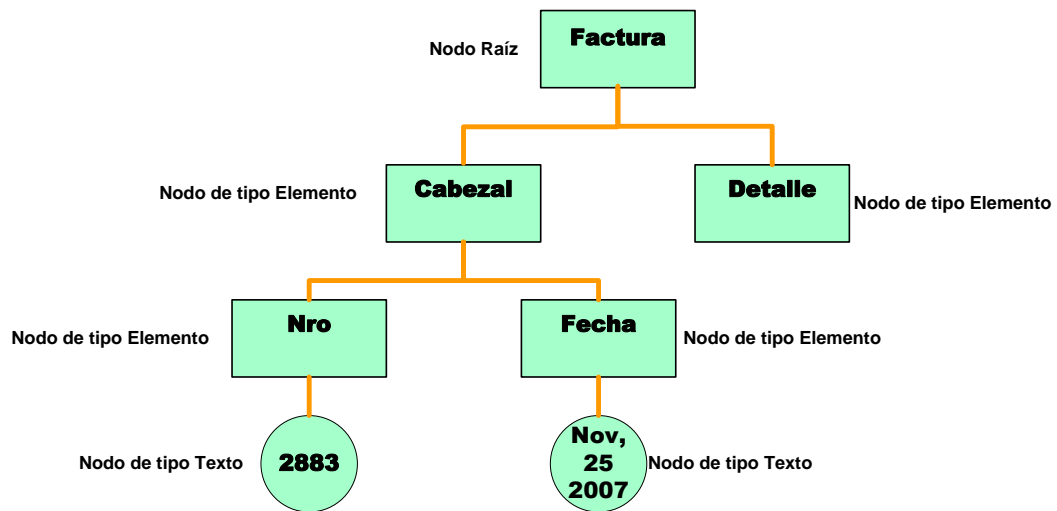 Nodo Raíz
Factura
Nodo de tipo Elemento
Cabezal
Detalle
Nodo de tipo Elemento
Nodo de tipo Elemento
Nro
Fecha
Nodo de tipo Elemento
Nodo de tipo Texto
2883
Nov,
25
2007
Nodo de tipo Texto